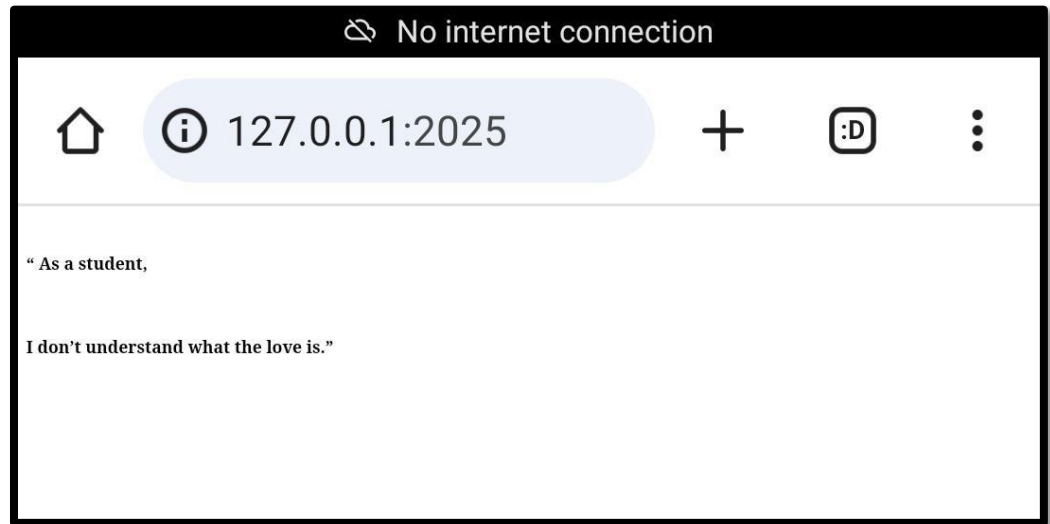 No internet connection
127.0.0.1:2025
:D
“ As a student,
I don’t understand what the love is.”